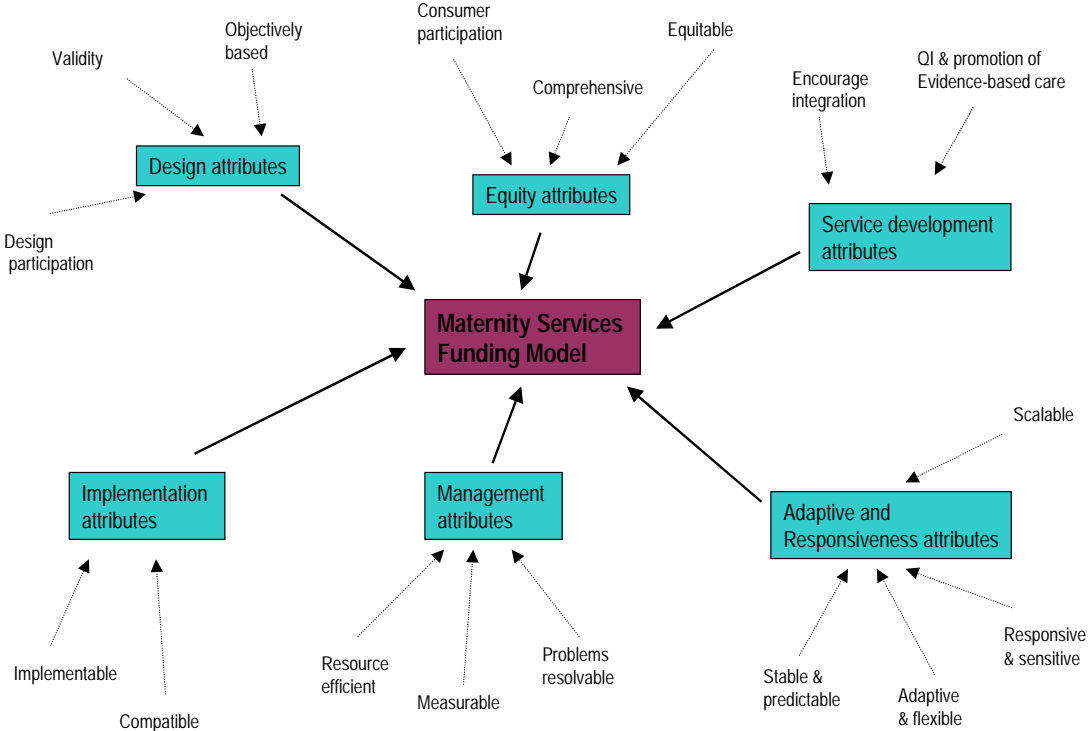 Consumer
participation
Objectively
based
Equitable
Validity
QI & promotion of
Evidence-based care
Encourage
integration
Comprehensive
Design attributes
Equity attributes
Service development
attributes
Design
participation
Maternity Services
Funding Model
Scalable
Implementation
attributes
Management
attributes
Adaptive and
Responsiveness attributes
Implementable
Compatible
Resource
efficient
Measurable
Problems
resolvable
Stable &
predictable
Adaptive
& flexible
Responsive
& sensitive